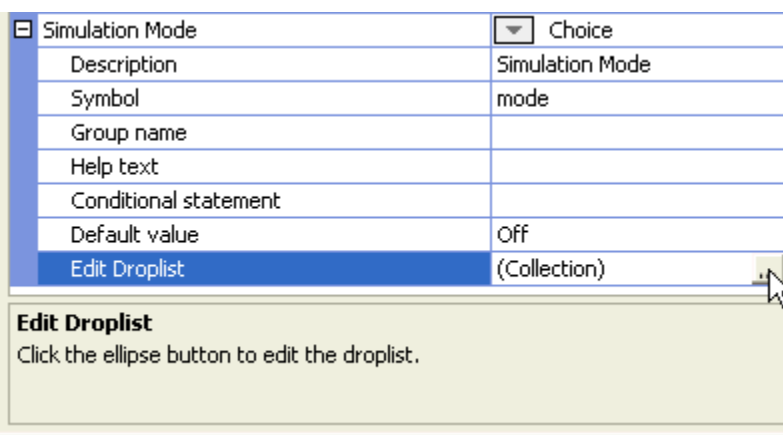 Simulation Mode Choice
Description Simulation Mode
Symbol mode
Group name
Help text
Conditional statement
Default value Off
Edit Droplist (Collection) ...
Edit Droplist
Click the ellipse button to edit the droplist.